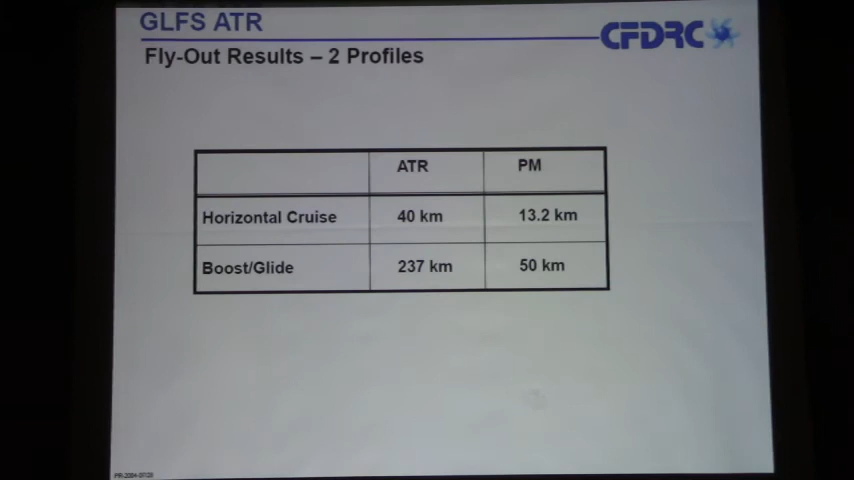 GLFS ATR
CFDRC
Fly-Out Results – 2 Profiles
ATR PM
Horizontal Cruise 40 km 13.2 km
Boost/Glide 237 km 50 km